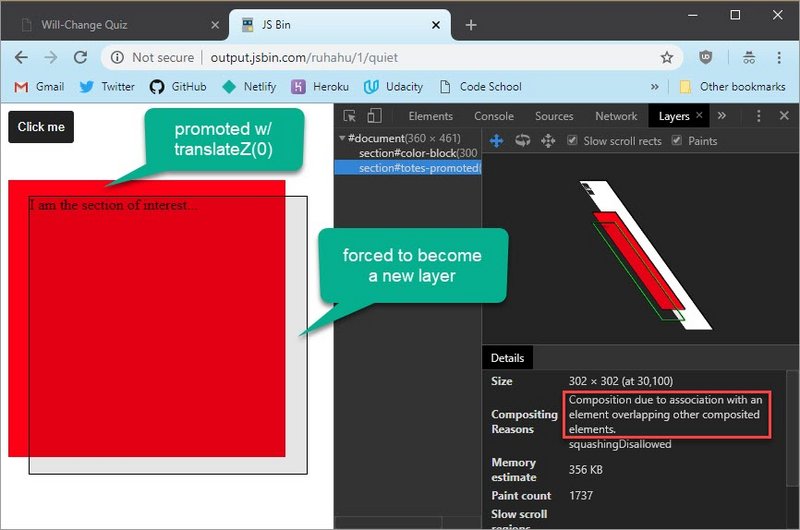 Will-Change Quiz
JS Bin
Not secure
output.jsbin.com/ruhahu/1/quiet
Gmail
Twitter
GitHub
Netlify
Heroku
Udacity
Code School
»
Other bookmarks
Click me
promoted w/
translateZ(0)
I am the section of interest...
forced to become
a new layer
Elements
Console
Sources
Network
Layers
»
#document(360 × 461)
section#color-block(300
section#totes-promoted(
Slow scroll rects
Paints
Details
Size 302 × 302 (at 30,100)
Compositing
Reasons
Composition due to association with an
element overlapping other composited
elements.
squashingDisallowed
Memory
estimate
356 KB
Paint count 1737
Slow scroll
regions